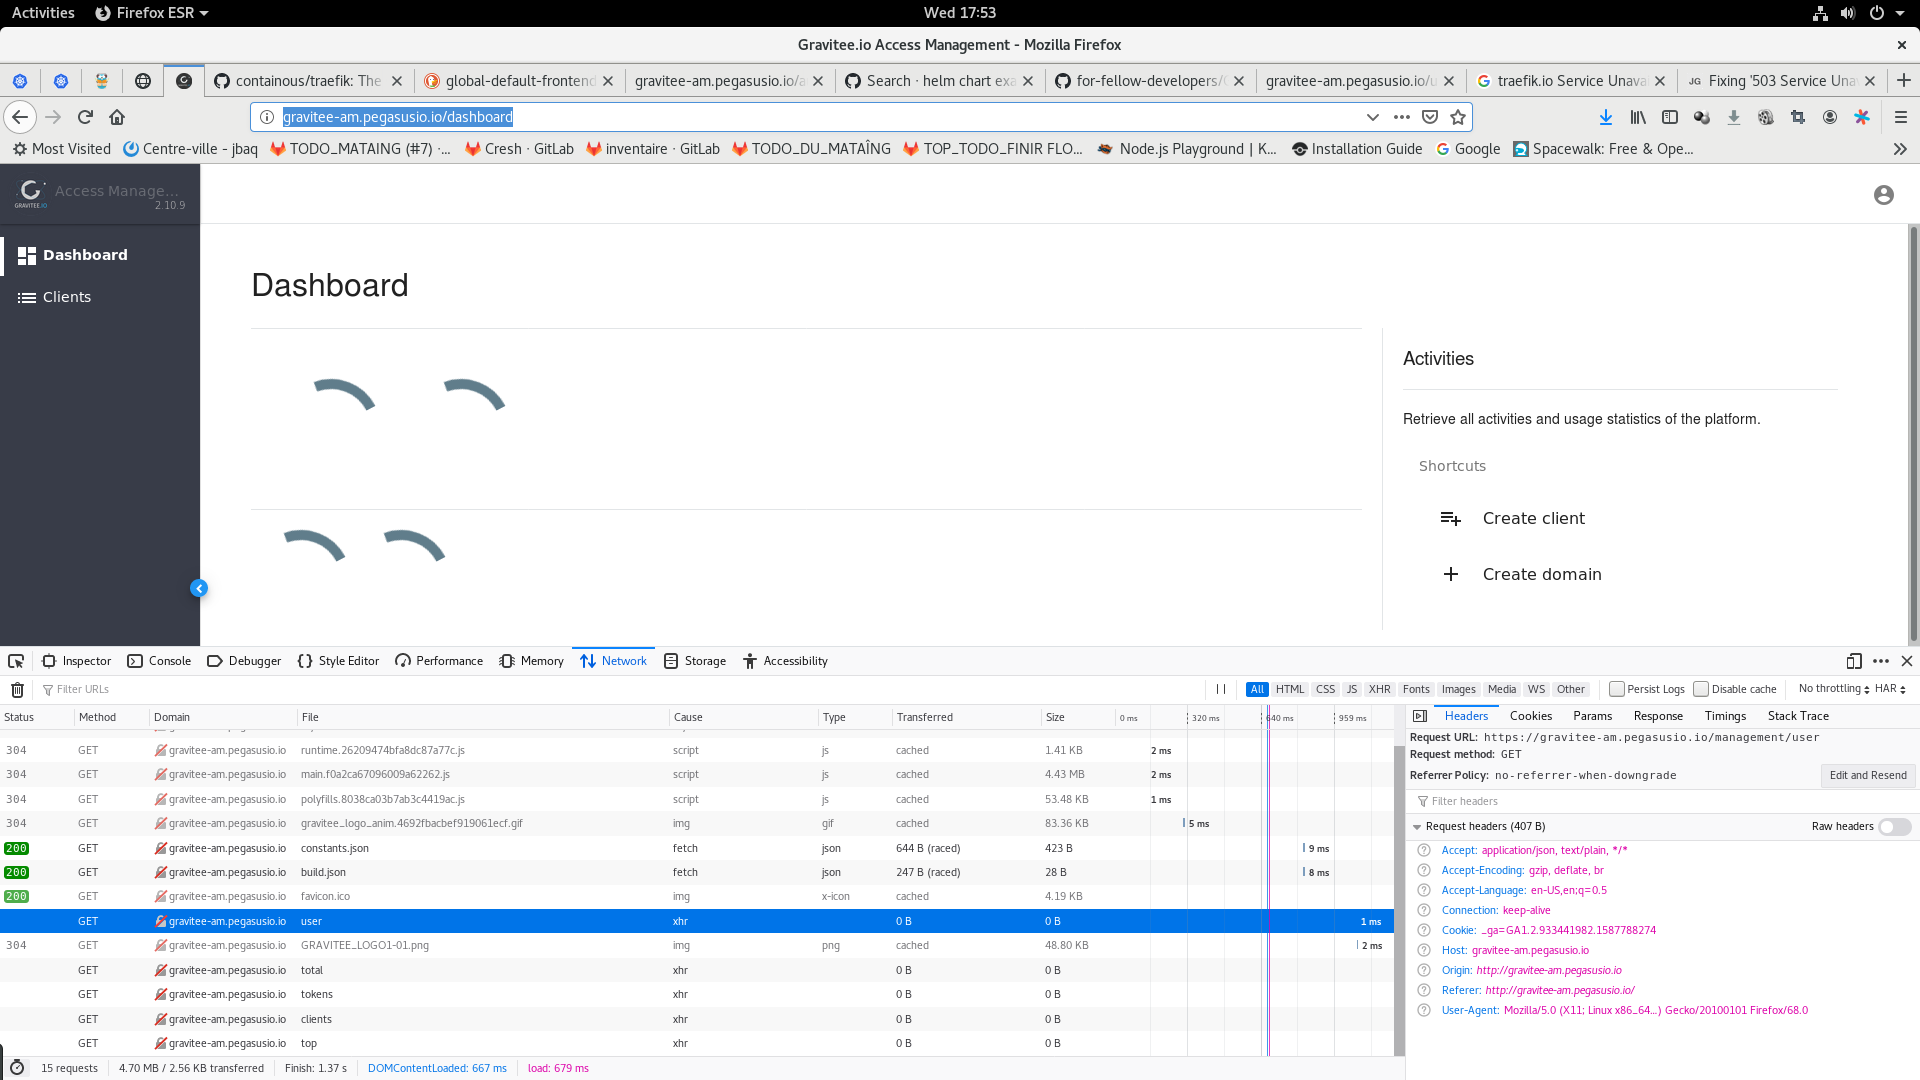 Activities Firefox ESR Wed 17:53
Gravitee.io Access Management - Mozilla Firefox
containous/traefik: The global-default-frontend gravitee-am.pegasusio.io/a Search · helm chart exa for-fellow-developers/ gravitee-am.pegasusio.io/u traefik.io Service Unava JG Fixing '503 Service Una
gravitee-am.pegasusio.io/dashboard
Most Visited Centre-ville - jbaq TODO_MATAING (#7) ·... Cresh · GitLab inventaire · GitLab TODO_DU_MATAÎNG TOP_TODO_FINIR FLO... Node.js Playground | K... Installation Guide Google Spacewalk: Free & Ope...
GRAVITEE.IO Access Manage...
2.10.9
Dashboard
Clients
Dashboard
Activities
Retrieve all activities and usage statistics of the platform.
Shortcuts
Create client
Create domain
Inspector Console Debugger Style Editor Performance Memory Network Storage Accessibility
Filter URLs All HTML CSS JS XHR Fonts Images Media WS Other Persist Logs Disable cache No throttling HAR
Status Method Domain File Cause Type Transferred Size 0 ms 320 ms 640 ms 959 ms
304 GET gravitee-am.pegasusio.io runtime.26209474bfa8dc87a77c.js script js cached 1.41 KB 2 ms
304 GET gravitee-am.pegasusio.io main.f0a2ca67096009a62262.js script js cached 4.43 MB 2 ms
304 GET gravitee-am.pegasusio.io polyfills.8038ca03b7ab3c4419ac.js script js cached 53.48 KB 1 ms
304 GET gravitee-am.pegasusio.io gravitee_logo_anim.4692fbacbef919061ecf.gif img gif cached 83.36 KB 5 ms
200 GET gravitee-am.pegasusio.io constants.json fetch json 644 B (raced) 423 B 9 ms
200 GET gravitee-am.pegasusio.io build.json fetch json 247 B (raced) 28 B 8 ms
200 GET gravitee-am.pegasusio.io favicon.ico img x-icon cached 4.19 KB
GET gravitee-am.pegasusio.io user xhr 0 B 0 B 1 ms
304 GET gravitee-am.pegasusio.io GRAVITEE_LOGO1-01.png img png cached 48.80 KB 2 ms
GET gravitee-am.pegasusio.io total xhr 0 B 0 B
GET gravitee-am.pegasusio.io tokens xhr 0 B 0 B
GET gravitee-am.pegasusio.io clients xhr 0 B 0 B
GET gravitee-am.pegasusio.io top xhr 0 B 0 B
15 requests 4.70 MB / 2.56 KB transferred Finish: 1.37 s DOMContentLoaded: 667 ms load: 679 ms
Headers Cookies Params Response Timings Stack Trace
Request URL: https://gravitee-am.pegasusio.io/management/user
Request method: GET
Referrer Policy: no-referrer-when-downgrade Edit and Resend
Filter headers
Request headers (407 B) Raw headers
Accept: application/json, text/plain, */*
Accept-Encoding: gzip, deflate, br
Accept-Language: en-US,en;q=0.5
Connection: keep-alive
Cookie: _ga=GA1.2.933441982.1587788274
Host: gravitee-am.pegasusio.io
Origin: http://gravitee-am.pegasusio.io
Referer: http://gravitee-am.pegasusio.io/
User-Agent: Mozilla/5.0 (X11; Linux x86_64...) Gecko/20100101 Firefox/68.0